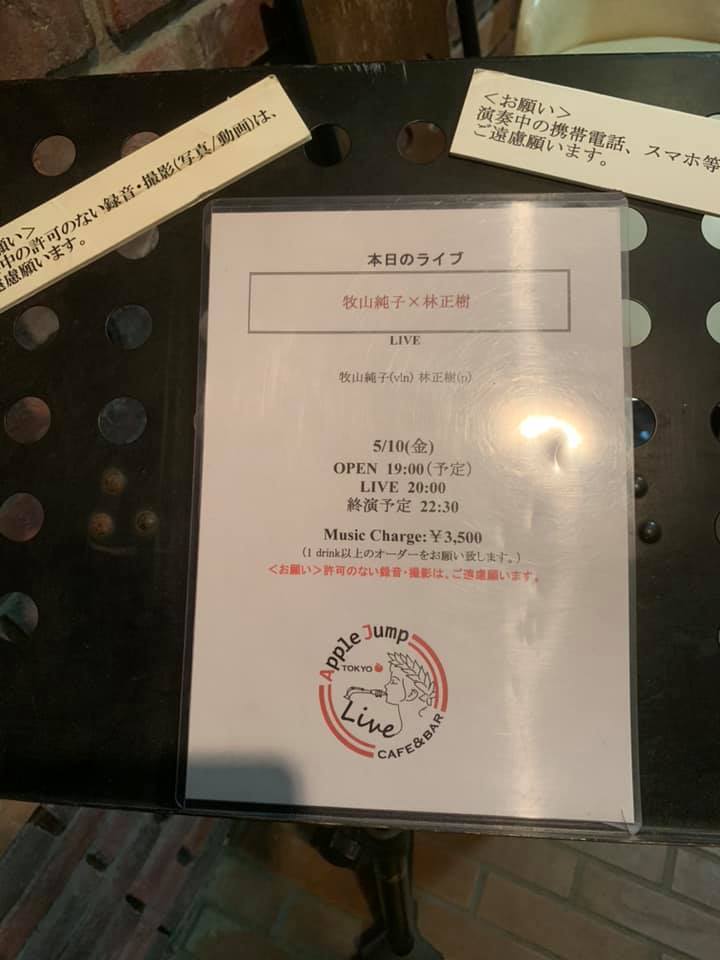 い>
中の許可のない録音・撮影(写真/動画)は、
遠慮願います。
<お願い>
演奏中の携帯電話、スマホ等
ご遠慮願います。
本日のライブ
牧山純子×林正樹
LIVE
牧山純子(vln) 林正樹(p)
5/10(金)
OPEN 19:00(予定)
LIVE 20:00
終演予定 22:30
Music Charge:￥3,500
(1 drink以上のオーダーをお願い致します。)
<お願い>許可のない録音・撮影は、ご遠慮願います。
Apple Jump
TOKYO
Live
CAFE&BAR